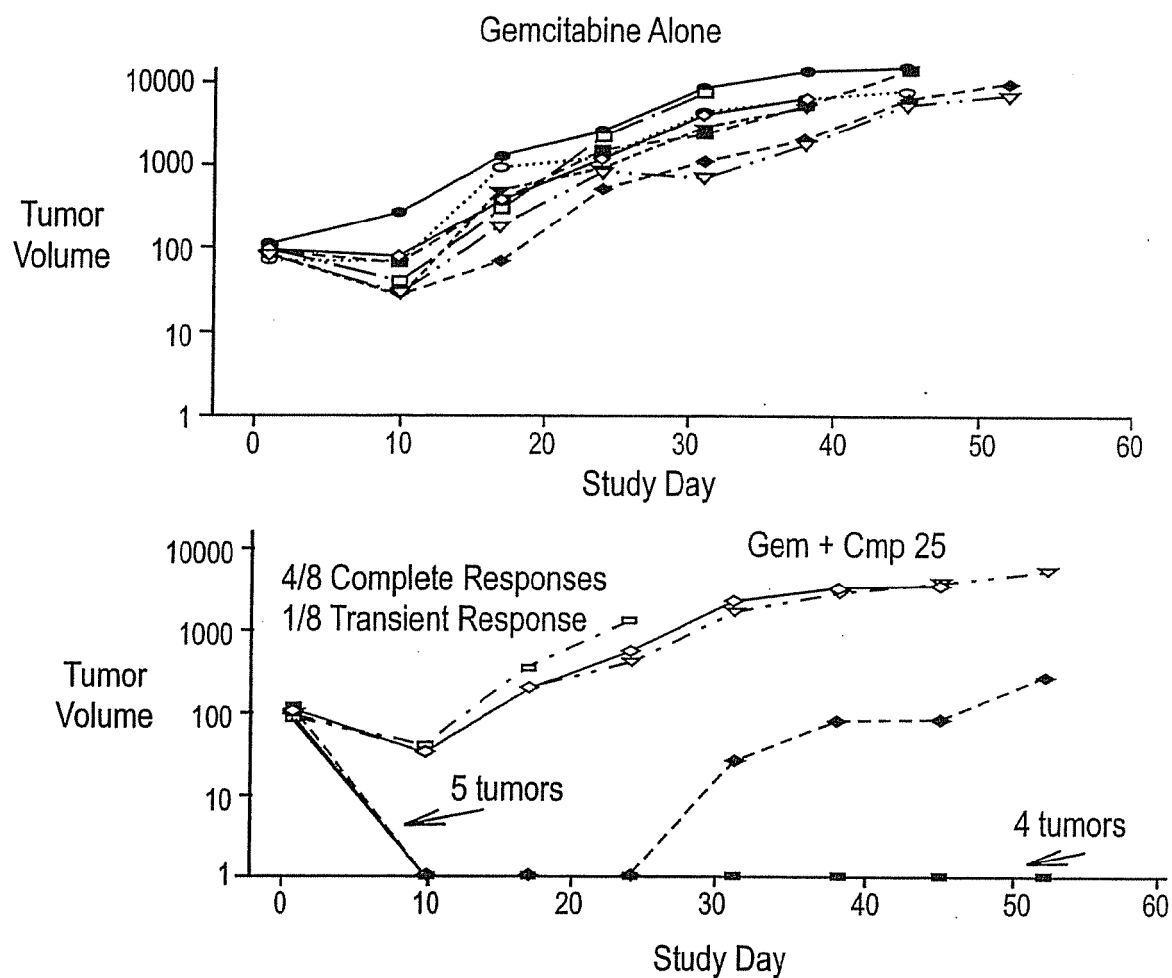 Gemcitabine Alone
10000
1000
100
10
1
Tumor
Volume
0 10 20 30 40 50 60
Study Day
Gem + Cmp 25
4/8 Complete Responses
1/8 Transient Response
10000
1000
100
10
1
Tumor
Volume
5 tumors
4 tumors
0 10 20 30 40 50 60
Study Day